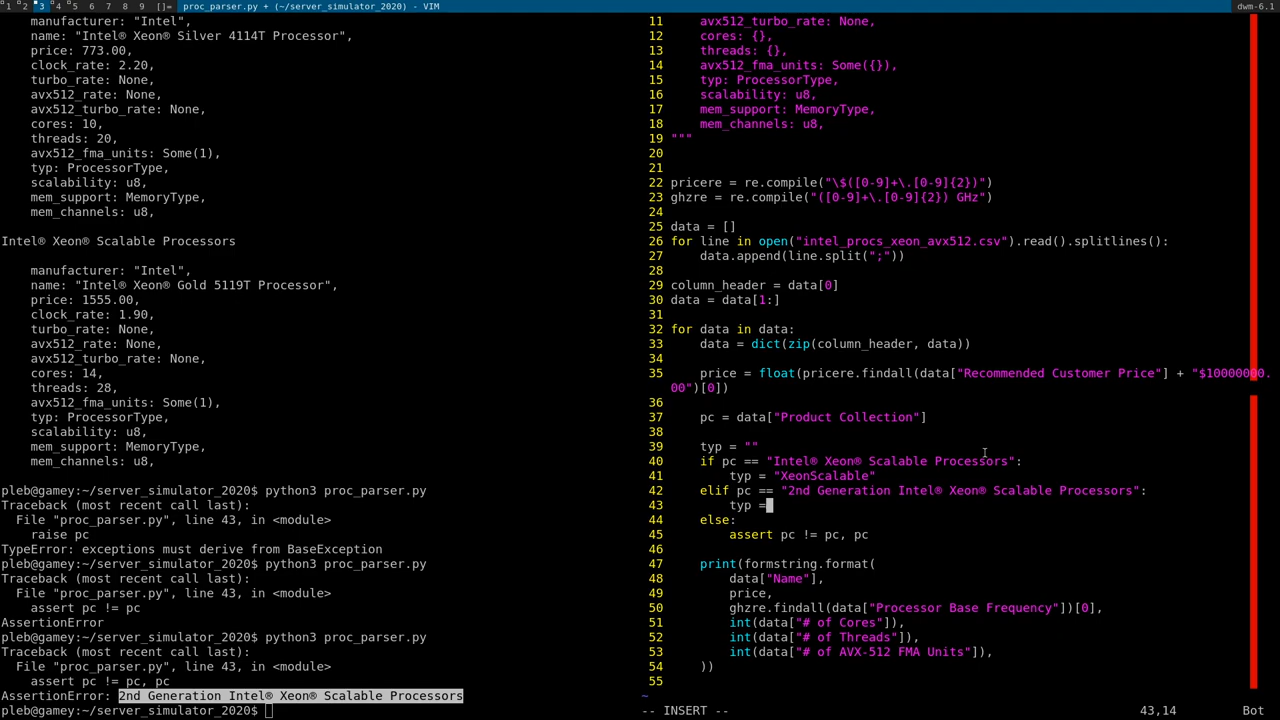 1 2 3 4 5 6 7 8 9 []= proc_parser.py + (~/server_simulator_2020) - VIM dwm-6.1
manufacturer: "Intel",
name: "Intel® Xeon® Silver 4114T Processor",
price: 773.00,
clock_rate: 2.20,
turbo_rate: None,
avx512_rate: None,
avx512_turbo_rate: None,
cores: 10,
threads: 20,
avx512_fma_units: Some(1),
typ: ProcessorType,
scalability: u8,
mem_support: MemoryType,
mem_channels: u8,
Intel® Xeon® Scalable Processors
manufacturer: "Intel",
name: "Intel® Xeon® Gold 5119T Processor",
price: 1555.00,
clock_rate: 1.90,
turbo_rate: None,
avx512_rate: None,
avx512_turbo_rate: None,
cores: 14,
threads: 28,
avx512_fma_units: Some(1),
typ: ProcessorType,
scalability: u8,
mem_support: MemoryType,
mem_channels: u8,
pleb@gamey:~/server_simulator_2020$ python3 proc_parser.py
Traceback (most recent call last):
File "proc_parser.py", line 43, in <module>
raise pc
TypeError: exceptions must derive from BaseException
pleb@gamey:~/server_simulator_2020$ python3 proc_parser.py
Traceback (most recent call last):
File "proc_parser.py", line 43, in <module>
assert pc != pc
AssertionError
pleb@gamey:~/server_simulator_2020$ python3 proc_parser.py
Traceback (most recent call last):
File "proc_parser.py", line 43, in <module>
assert pc != pc, pc
AssertionError: 2nd Generation Intel® Xeon® Scalable Processors
pleb@gamey:~/server_simulator_2020$
11 avx512_turbo_rate: None,
12 cores: {},
13 threads: {},
14 avx512_fma_units: Some({}),
15 typ: ProcessorType,
16 scalability: u8,
17 mem_support: MemoryType,
18 mem_channels: u8,
19 """
20
21
22 pricere = re.compile("\$([0-9]+\.[0-9]{2})")
23 ghzre = re.compile("([0-9]+\.[0-9]{2}) GHz")
24
25 data = []
26 for line in open("intel_procs_xeon_avx512.csv").read().splitlines():
27 data.append(line.split(";"))
28
29 column_header = data[0]
30 data = data[1:]
31
32 for data in data:
33 data = dict(zip(column_header, data))
34
35 price = float(pricere.findall(data["Recommended Customer Price"] + "$10000000.
00")[0])
36
37 pc = data["Product Collection"]
38
39 typ = ""
40 if pc == "Intel® Xeon® Scalable Processors":
41 typ = "XeonScalable"
42 elif pc == "2nd Generation Intel® Xeon® Scalable Processors":
43 typ =
44 else:
45 assert pc != pc, pc
46
47 print(formstring.format(
48 data["Name"],
49 price,
50 ghzre.findall(data["Processor Base Frequency"])[0],
51 int(data["# of Cores"]),
52 int(data["# of Threads"]),
53 int(data["# of AVX-512 FMA Units"]),
54 ))
55
~
-- INSERT -- 43,14 Bot